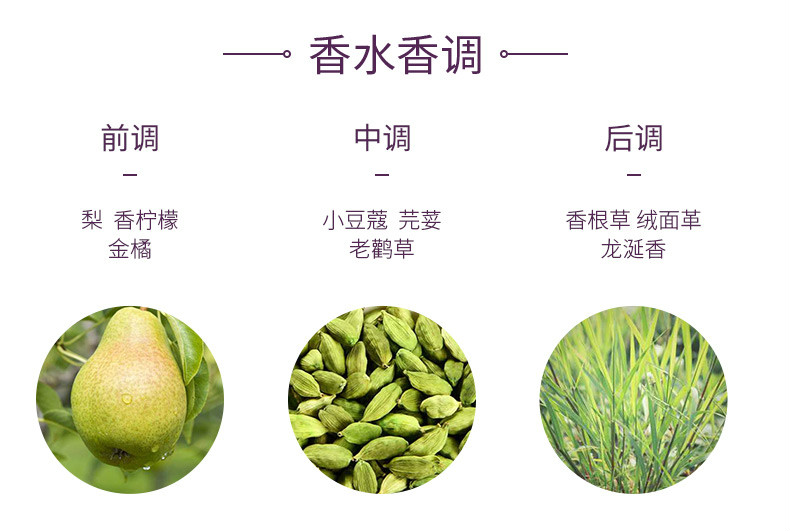 香水香调
前调
梨 香柠檬
金橘
中调
小豆蔻 芫荽
老鹳草
后调
香根草 绒面革
龙涎香